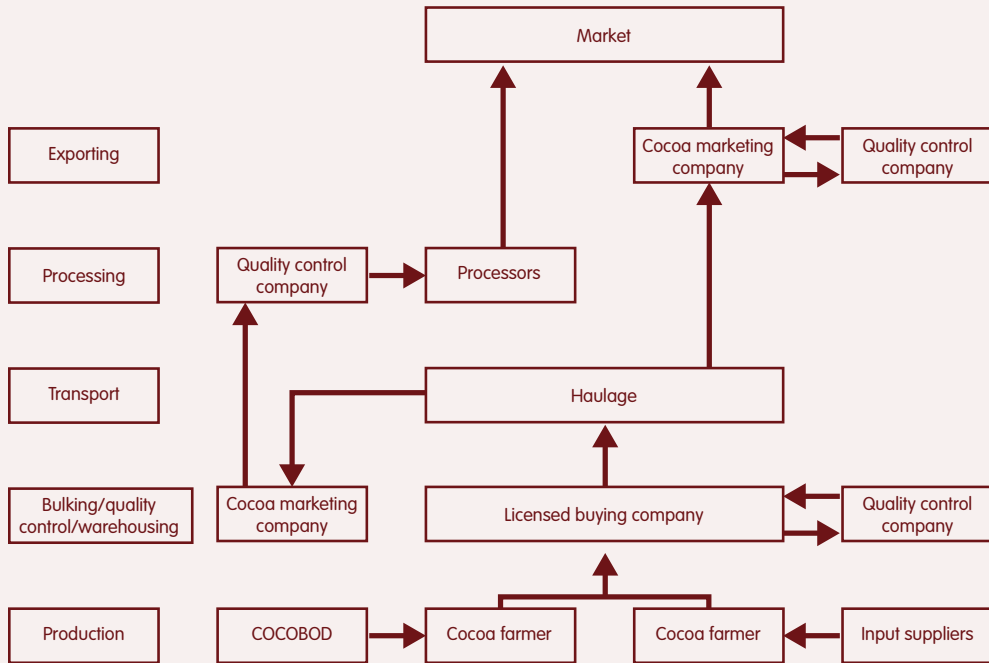 Market
Exporting
Cocoa marketing
company
Quality control
company
Processing
Quality control
company
Processors
Transport
Haulage
Bulking/quality
control/warehousing
Cocoa marketing
company
Licensed buying company
Quality control
company
Production
COCOBOD
Cocoa farmer
Cocoa farmer
Input suppliers